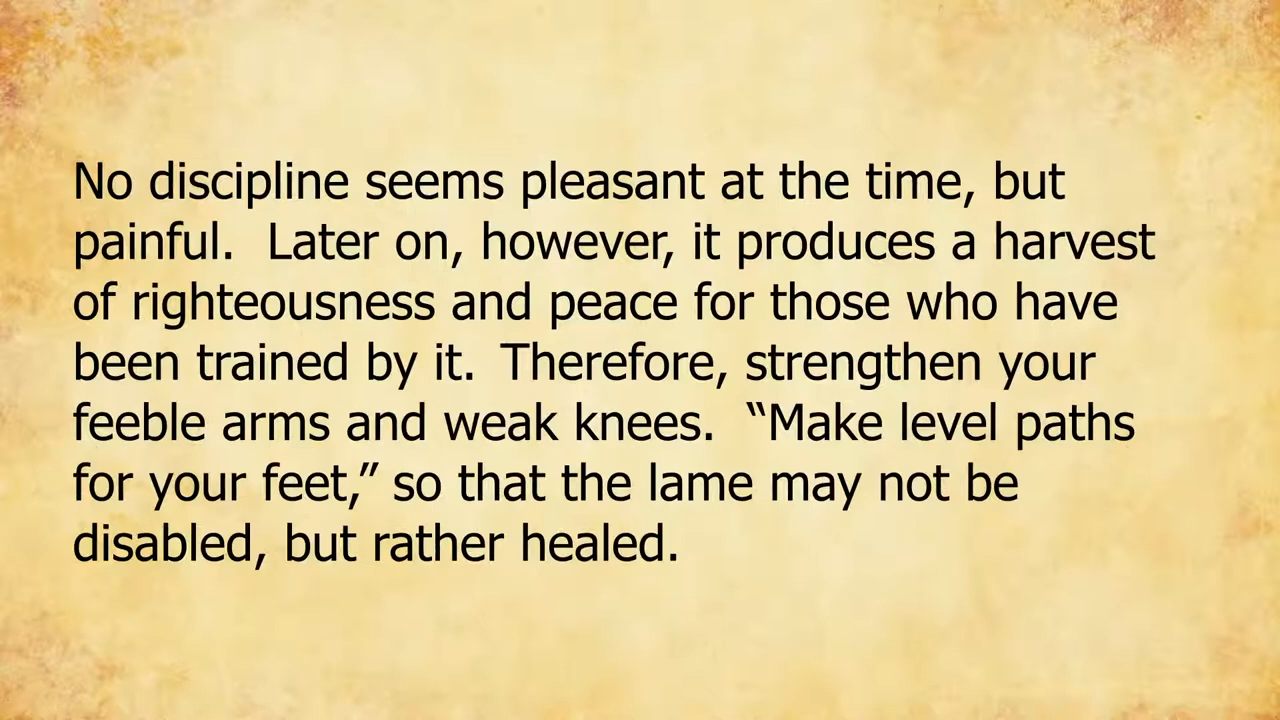 No discipline seems pleasant at the time, but
painful.  Later on, however, it produces a harvest
of righteousness and peace for those who have
been trained by it.  Therefore, strengthen your
feeble arms and weak knees.  “Make level paths
for your feet,” so that the lame may not be
disabled, but rather healed.